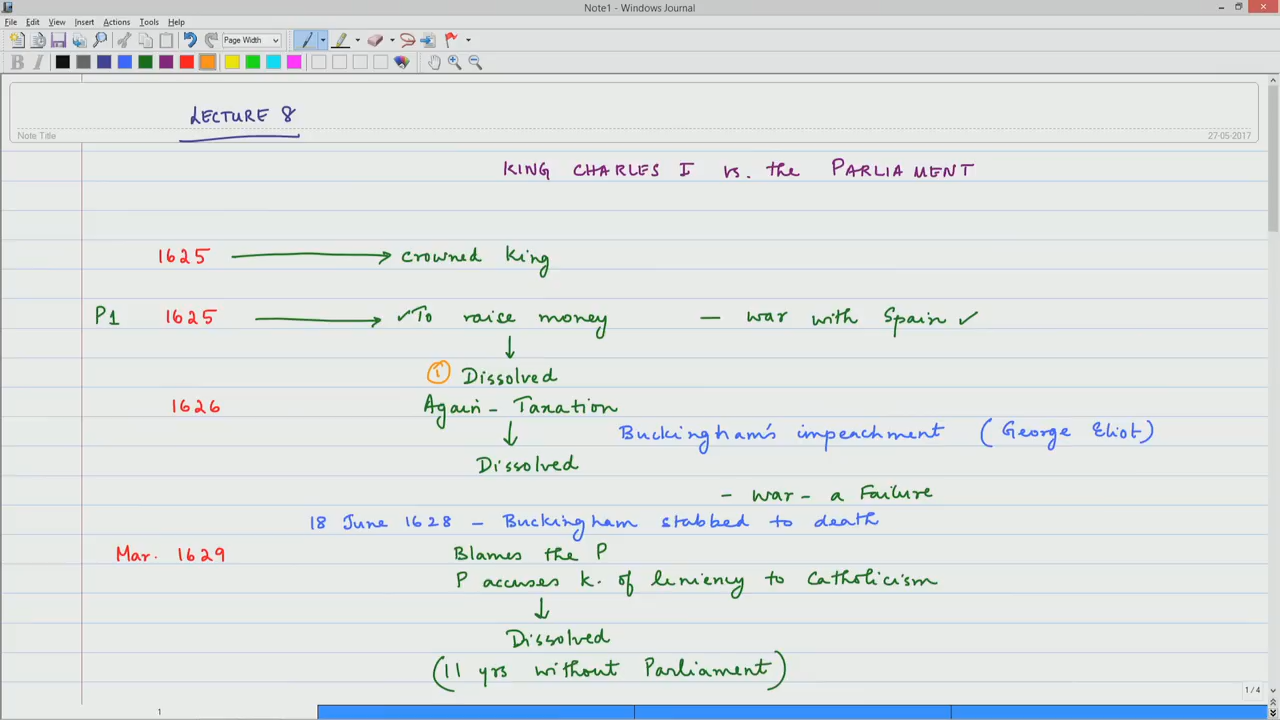 Note1 - Windows Journal
File Edit View Insert Actions Tools Help
Page Width
B I
LECTURE 8
Note Title
27-05-2017
KING CHARLES I vs. the PARLIAMENT
1625 → crowned king
P1 1625 → ✓To raise money — war with Spain ✓
↓
① Dissolved
1626 Again - Taxation
↓ Buckingham's impeachment (George Eliot)
Dissolved
- war - a Failure
18 June 1628 - Buckingham stabbed to death
Mar. 1629 Blames the P
P accuses k. of leniency to Catholicism
↓
Dissolved
(11 yrs without Parliament)
1 / 4
1